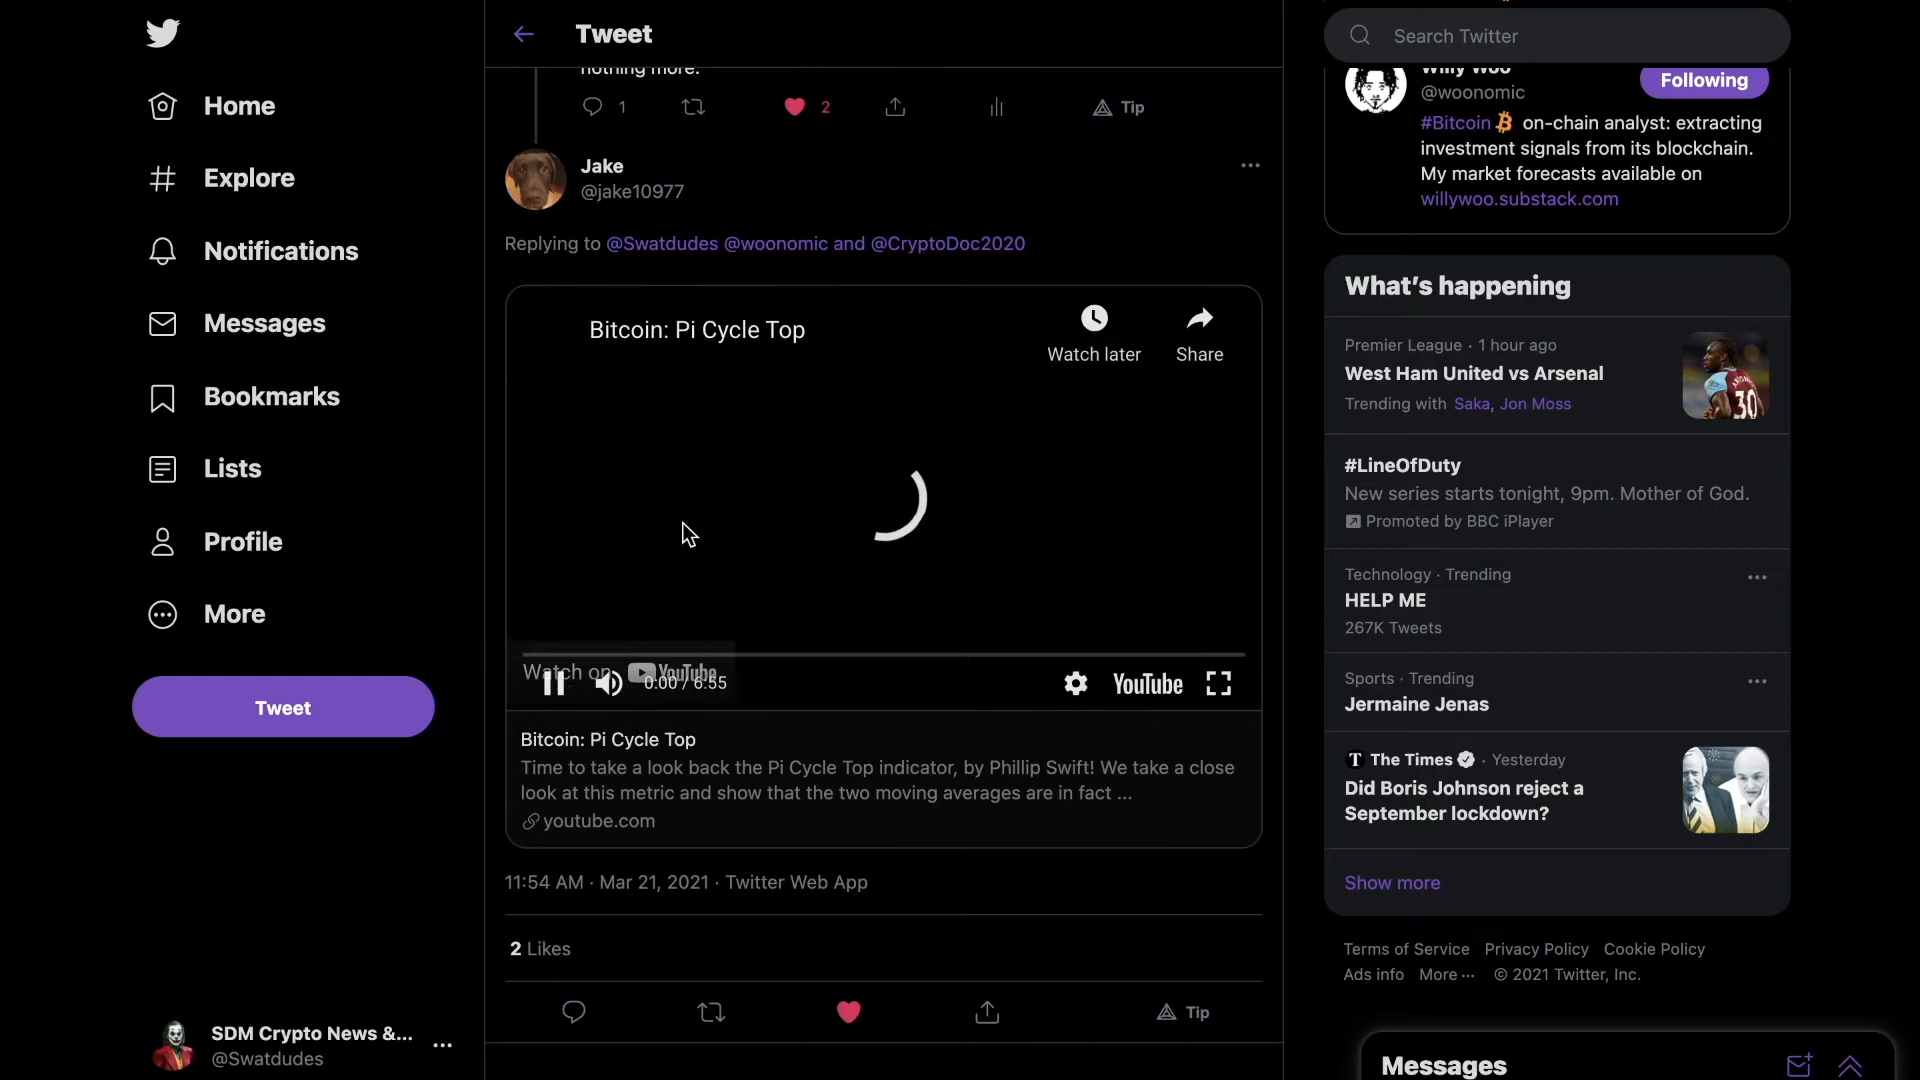 Home
Explore
Notifications
Messages
Bookmarks
Lists
Profile
More
Tweet
SDM Crypto News &...
@Swatdudes
Tweet
nothing more.
1
2
Tip
Jake
@jake10977
Replying to @Swatdudes @woonomic and @CryptoDoc2020
Bitcoin: Pi Cycle Top
Watch later
Share
Watch on YouTube
0:00 / 6:55
YouTube
Bitcoin: Pi Cycle Top
Time to take a look back the Pi Cycle Top indicator, by Phillip Swift! We take a close
look at this metric and show that the two moving averages are in fact ...
youtube.com
11:54 AM · Mar 21, 2021 · Twitter Web App
2 Likes
Tip
Search Twitter
Willy Woo
Following
@woonomic
#Bitcoin on-chain analyst: extracting
investment signals from its blockchain.
My market forecasts available on
willywoo.substack.com
What's happening
Premier League · 1 hour ago
West Ham United vs Arsenal
Trending with Saka, Jon Moss
30
#LineOfDuty
New series starts tonight, 9pm. Mother of God.
Promoted by BBC iPlayer
Technology · Trending
HELP ME
267K Tweets
Sports · Trending
Jermaine Jenas
T The Times · Yesterday
Did Boris Johnson reject a
September lockdown?
Show more
Terms of Service Privacy Policy Cookie Policy
Ads info More ··· © 2021 Twitter, Inc.
Messages